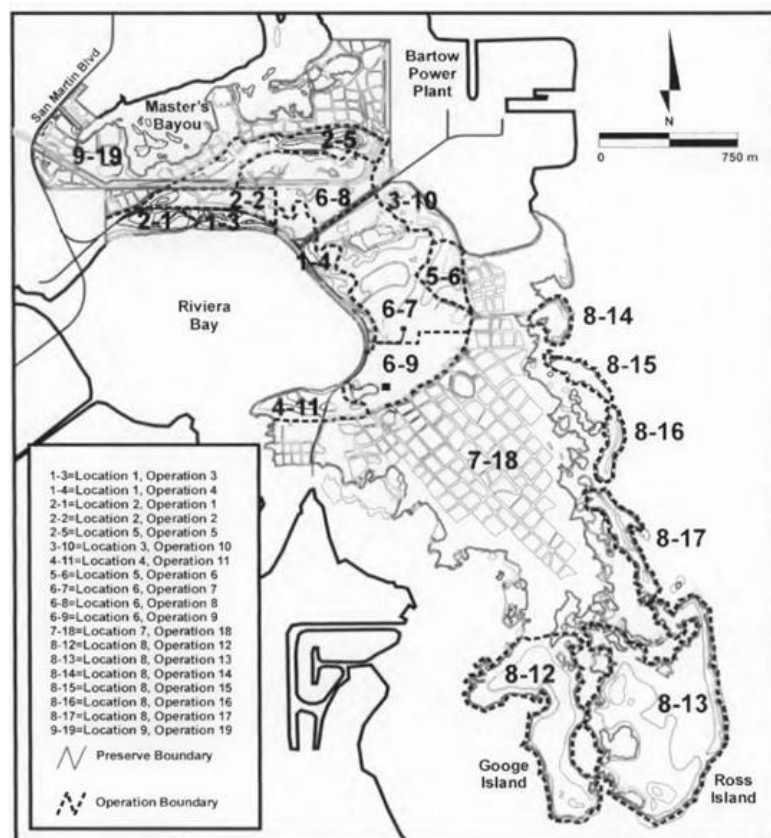 San Martin Blvd
Master's
Bayou
Bartow
Power
Plant
N
0 750 m
9-19
2-5
2-2
6-8
3-10
2-1
1-3
1-4
5-6
Riviera
Bay
6-7
8-14
6-9
8-15
4-11
8-16
7-18
8-17
8-12
8-13
Googe
Island
Ross
Island
1-3=Location 1, Operation 3
1-4=Location 1, Operation 4
2-1=Location 2, Operation 1
2-2=Location 2, Operation 2
2-5=Location 5, Operation 5
3-10=Location 3, Operation 10
4-11=Location 4, Operation 11
5-6=Location 5, Operation 6
6-7=Location 6, Operation 7
6-8=Location 6, Operation 8
6-9=Location 6, Operation 9
7-18=Location 7, Operation 18
8-12=Location 8, Operation 12
8-13=Location 8, Operation 13
8-14=Location 8, Operation 14
8-15=Location 8, Operation 15
8-16=Location 8, Operation 16
8-17=Location 8, Operation 17
9-19=Location 9, Operation 19
Preserve Boundary
Operation Boundary